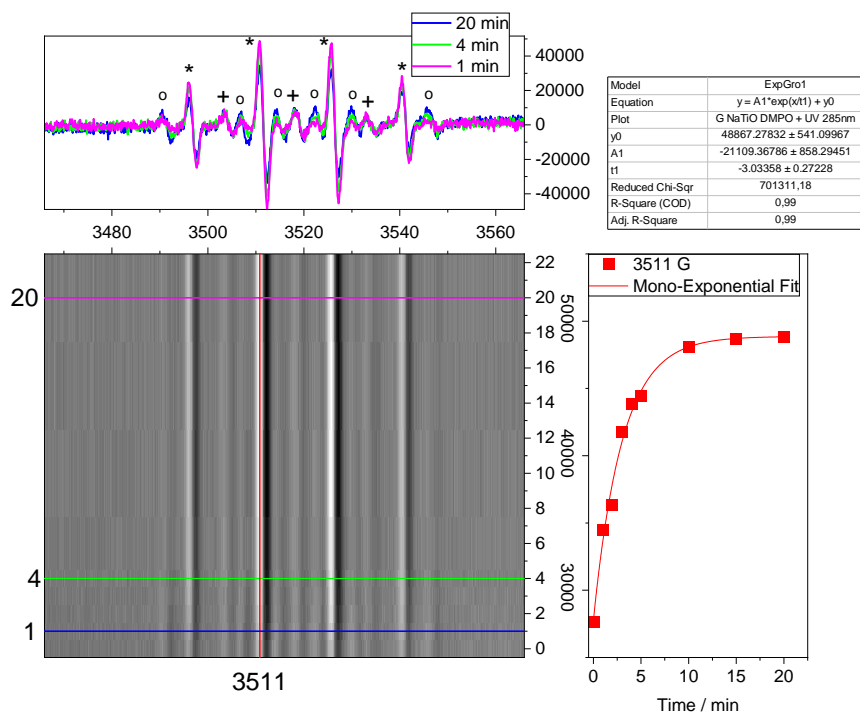 20 min
4 min
1 min
* * * *
o + o o + o o + o
40000
20000
0
-20000
-40000
3480 3500 3520 3540 3560
Model ExpGro1
Equation y = A1*exp(x/t1) + y0
Plot G NaTiO DMPO + UV 285nm
y0 48867.27832 ± 541.09967
A1 -21109.36786 ± 858.29451
t1 -3.03358 ± 0.27228
Reduced Chi-Sqr 701311,18
R-Square (COD) 0,99
Adj. R-Square 0,99
20
4
1
22
20
18
16
14
12
10
8
6
4
2
0
3511
3511 G
Mono-Exponential Fit
50000
40000
30000
0 5 10 15 20
Time / min